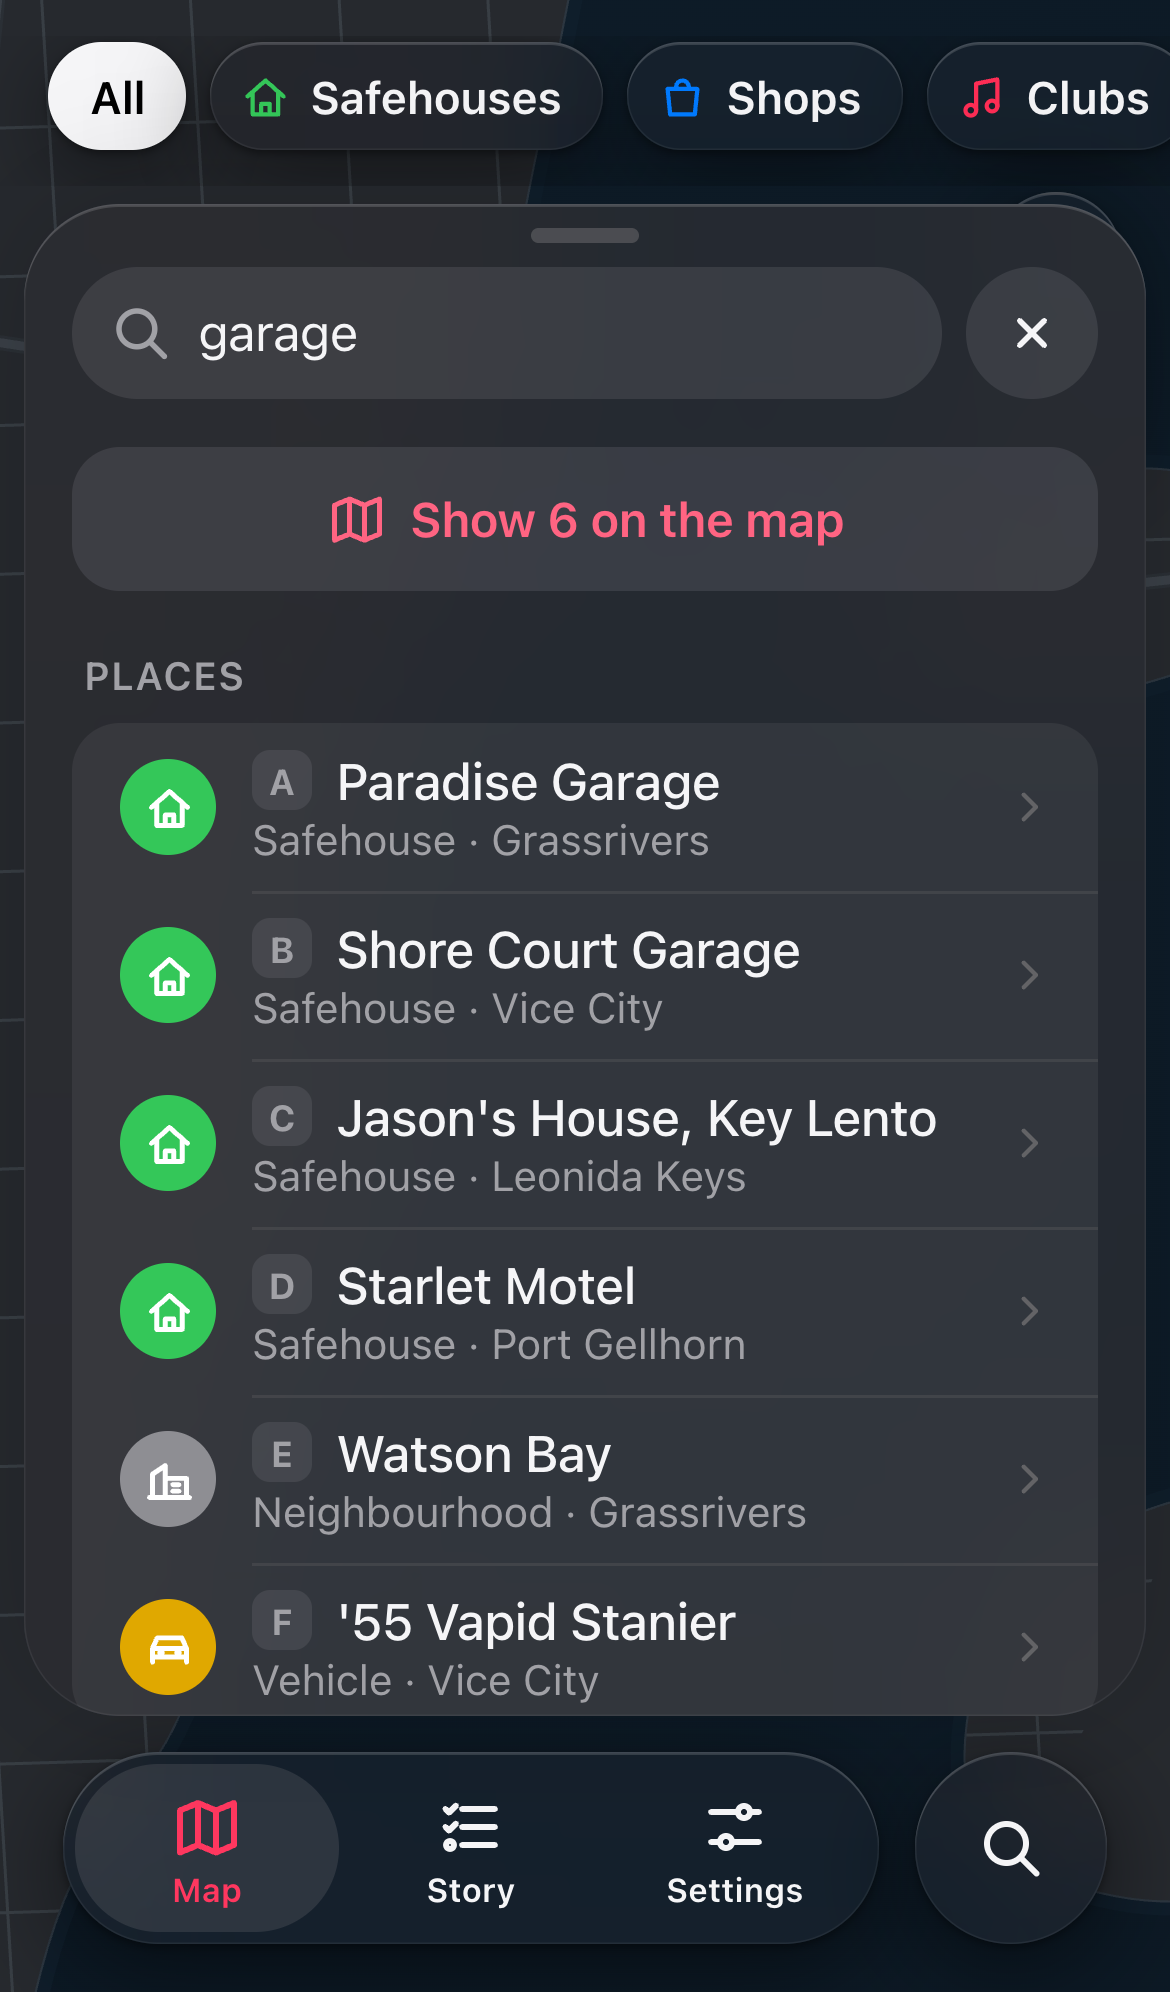 All
Safehouses
Shops
Clubs
garage
Show 6 on the map
PLACES
A Paradise Garage
Safehouse · Grassrivers
B Shore Court Garage
Safehouse · Vice City
C Jason's House, Key Lento
Safehouse · Leonida Keys
D Starlet Motel
Safehouse · Port Gellhorn
E Watson Bay
Neighbourhood · Grassrivers
F '55 Vapid Stanier
Vehicle · Vice City
Map
Story
Settings